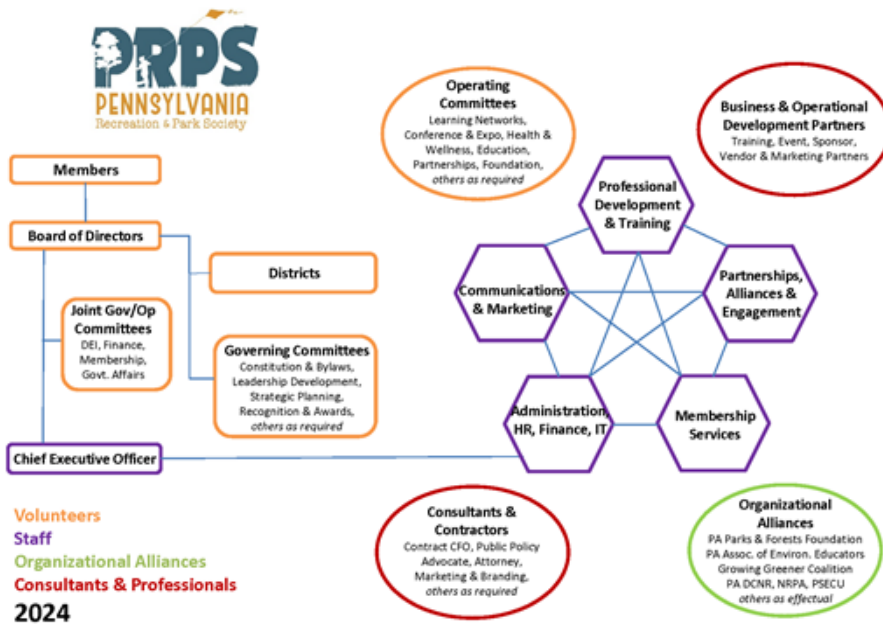 PRPS
PENNSYLVANIA
Recreation & Park Society
Members
Board of Directors
Districts
Joint Gov/Op
Committees
DEI, Finance,
Membership,
Govt. Affairs
Governing Committees
Constitution & Bylaws,
Leadership Development,
Strategic Planning,
Recognition & Awards,
others as required
Chief Executive Officer
Operating
Committees
Learning Networks,
Conference & Expo, Health &
Wellness, Education,
Partnerships, Foundation,
others as required
Business & Operational
Development Partners
Training, Event, Sponsor,
Vendor & Marketing Partners
Professional
Development
& Training
Communications
& Marketing
Partnerships,
Alliances &
Engagement
Administration,
HR, Finance, IT
Membership
Services
Consultants &
Contractors
Contract CFO, Public Policy
Advocate, Attorney,
Marketing & Branding,
others as required
Organizational
Alliances
PA Parks & Forests Foundation
PA Assoc. of Environ. Educators
Growing Greener Coalition
PA DCNR, NRPA, PSECU
others as effectual
Volunteers
Staff
Organizational Alliances
Consultants & Professionals
2024